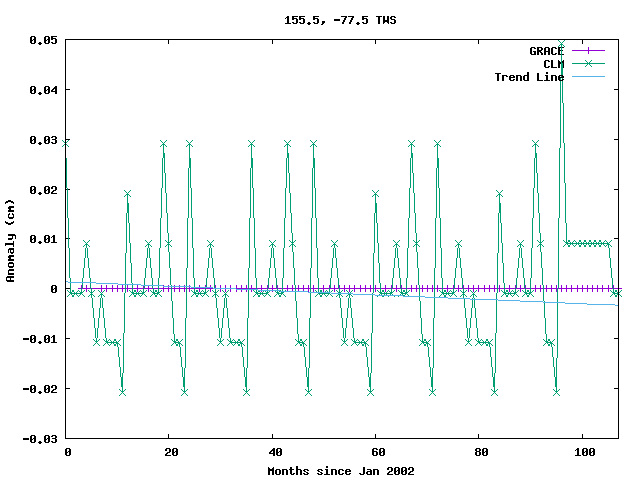 155.5, -77.5 TWS
GRACE
CLM
Trend Line
0.05
0.04
0.03
0.02
0.01
0
-0.01
-0.02
-0.03
Anomaly (cm)
0 20 40 60 80 100
Months since Jan 2002